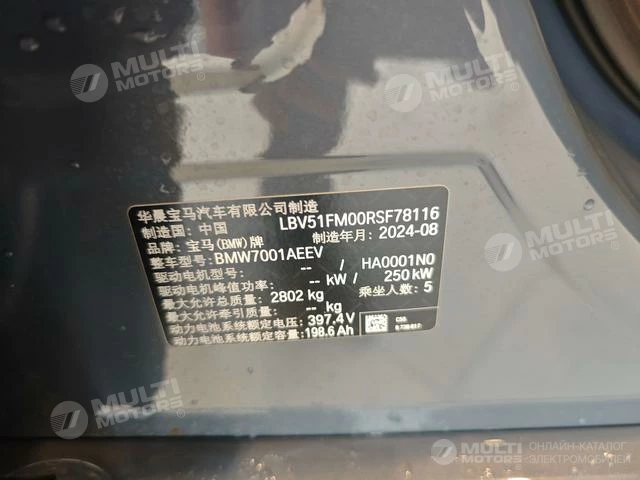 MULTI MOTORS
MULTI MOTORS
华晨宝马汽车有限公司制造
制造国: 中国 LBV51FM00RSF78116
品牌: 宝马(BMW)牌 制造年月: 2024-08
整车型号: BMW7001AEEV
驱动电机型号: -- / HA0001N0
驱动电机峰值功率: -- kW / 250 kW
最大允许总质量: 2802 kg 乘坐人数: 5
最大允许牵引质量: -- kg
动力电池系统额定电压: 397.4 V
动力电池系统额定容量: 198.6 Ah
MULTI MOTORS
MULTI MOTORS
MULTI MOTORS ОНЛАЙН-КАТАЛОГ ЭЛЕКТРОМОБИЛЕЙ